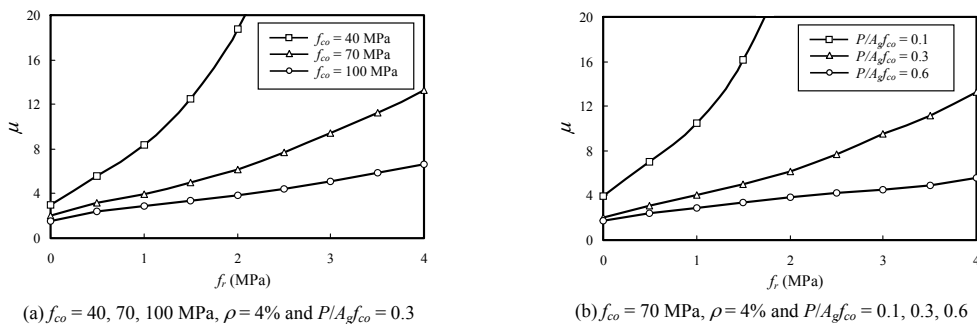 20
16
12
8
4
0
μ
f_co = 40 MPa
f_co = 70 MPa
f_co = 100 MPa
0 1 2 3 4
f_r (MPa)
(a) f_co = 40, 70, 100 MPa, ρ = 4% and P/A_g f_co = 0.3
20
16
12
8
4
0
μ
P/A_g f_co = 0.1
P/A_g f_co = 0.3
P/A_g f_co = 0.6
0 1 2 3 4
f_r (MPa)
(b) f_co = 70 MPa, ρ = 4% and P/A_g f_co = 0.1, 0.3, 0.6